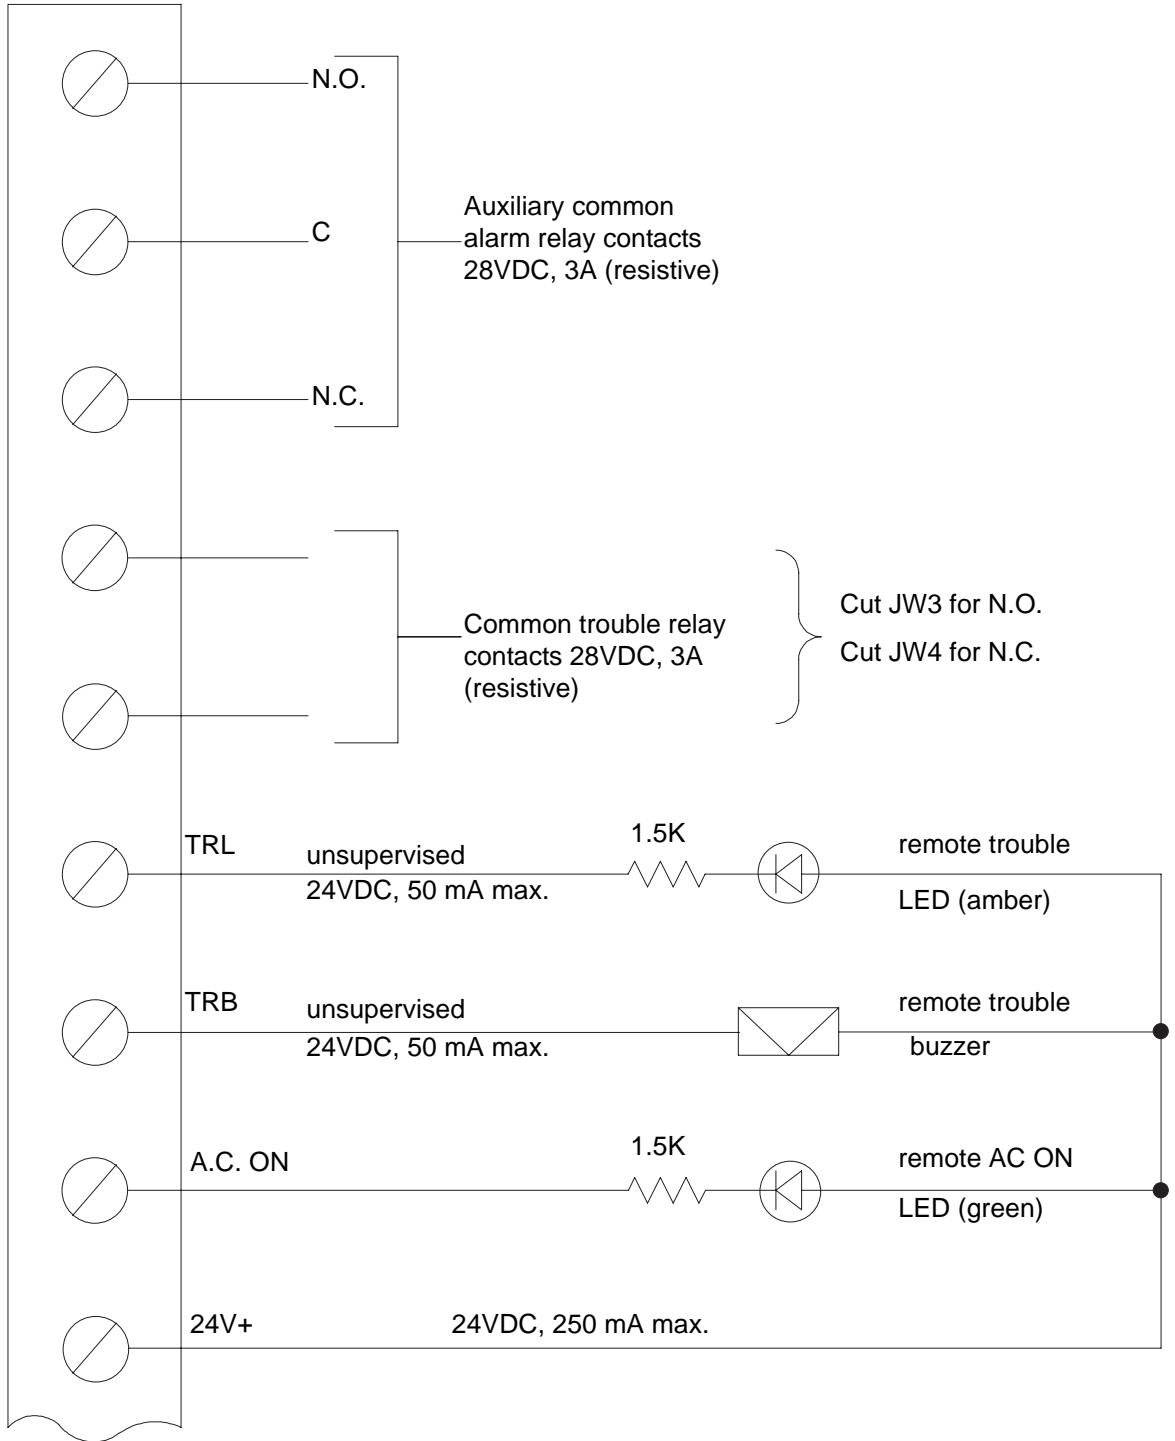 N.O.
C
Auxiliary common
alarm relay contacts
28VDC, 3A (resistive)
N.C.
Common trouble relay
contacts 28VDC, 3A
(resistive)
Cut JW3 for N.O.
Cut JW4 for N.C.
TRL
unsupervised
24VDC, 50 mA max.
1.5K
remote trouble
LED (amber)
TRB
unsupervised
24VDC, 50 mA max.
remote trouble
buzzer
A.C. ON
1.5K
remote AC ON
LED (green)
24V+
24VDC, 250 mA max.